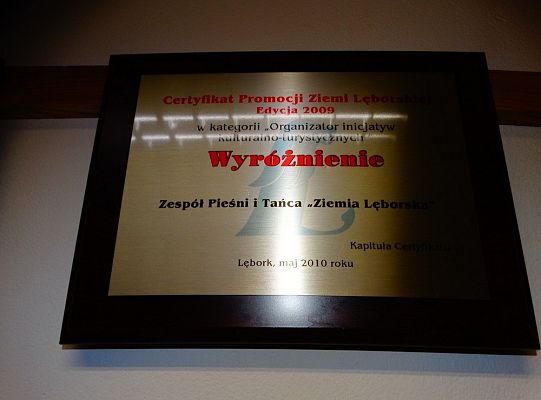 Certyfikat Promocji Ziemi Lęborskiej
Edycja 2009
w kategorii „Organizator inicjatyw
kulturalno-turystycznych
Wyróżnienie
Zespół Pieśni i Tańca „Ziemia Lęborska"
Kapituła Certyfikatu
Lębork, maj 2010 roku